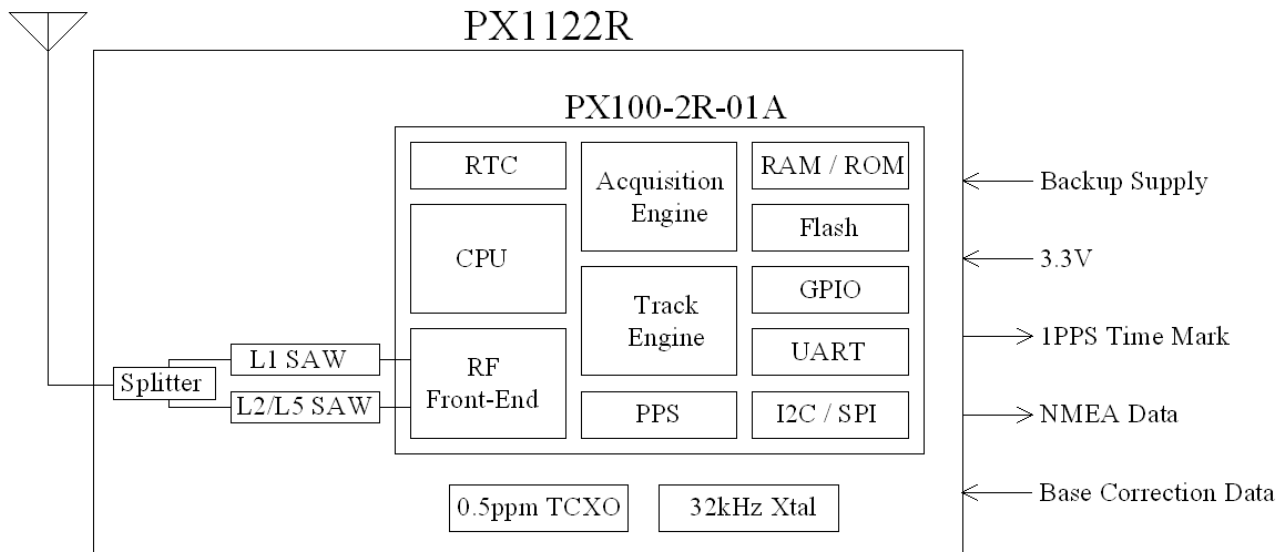 PX1122R
PX100-2R-01A
RTC
CPU
RF
Front-End
Acquisition
Engine
Track
Engine
PPS
RAM / ROM
Flash
GPIO
UART
I2C / SPI
Splitter
L1 SAW
L2/L5 SAW
0.5ppm TCXO
32kHz Xtal
Backup Supply
3.3V
1PPS Time Mark
NMEA Data
Base Correction Data